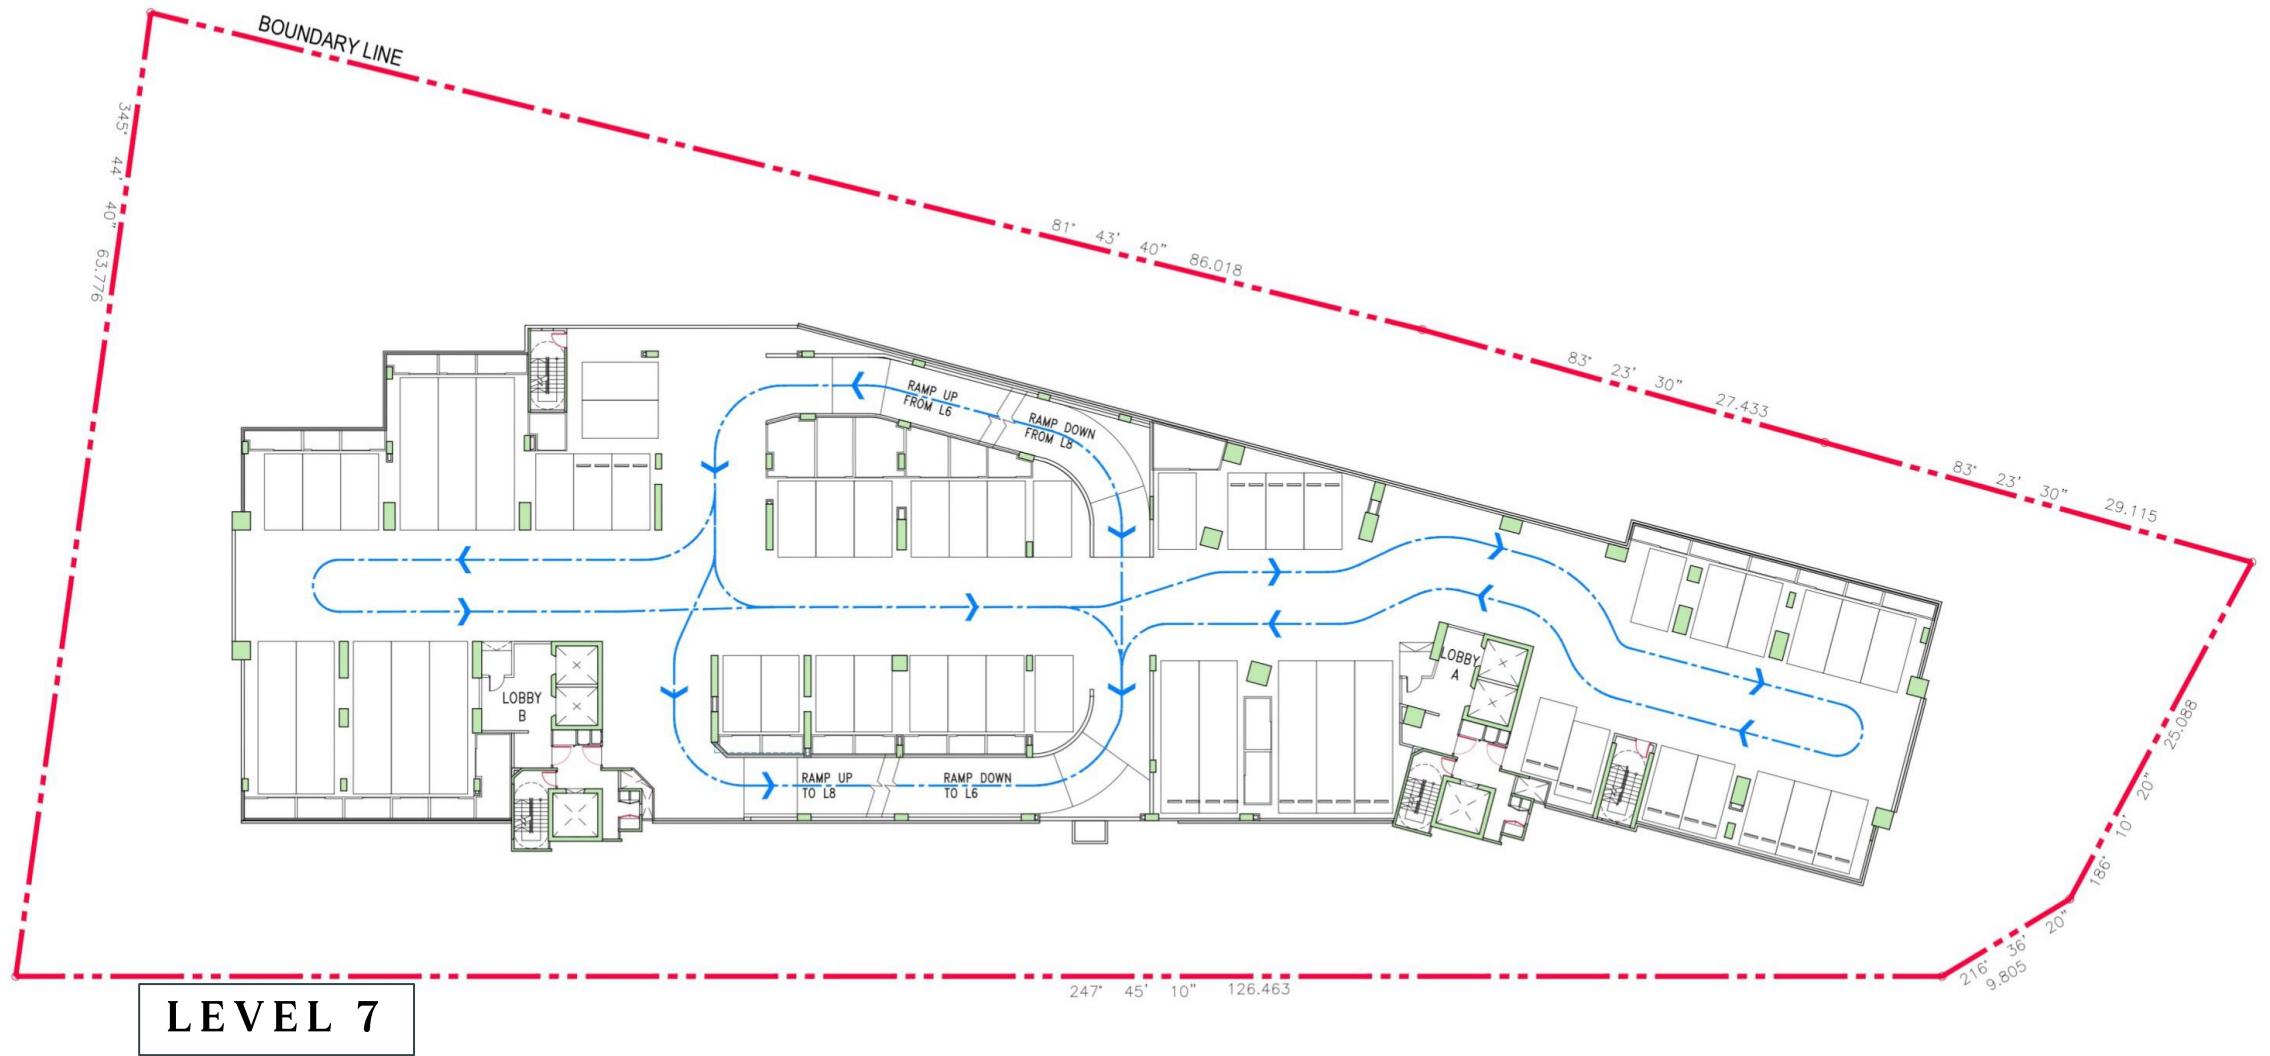 BOUNDARY LINE
345° 44' 40" 63.776
81° 43' 40" 86.018
83° 23' 30" 27.433
83° 23' 30" 29.115
RAMP UP
FROM L6
RAMP DOWN
FROM L8
LOBBY
A
LOBBY
B
RAMP UP
TO L8
RAMP DOWN
TO L6
186° 10' 20" 25.088
216° 36' 20"
9.805
247° 45' 10" 126.463
LEVEL 7